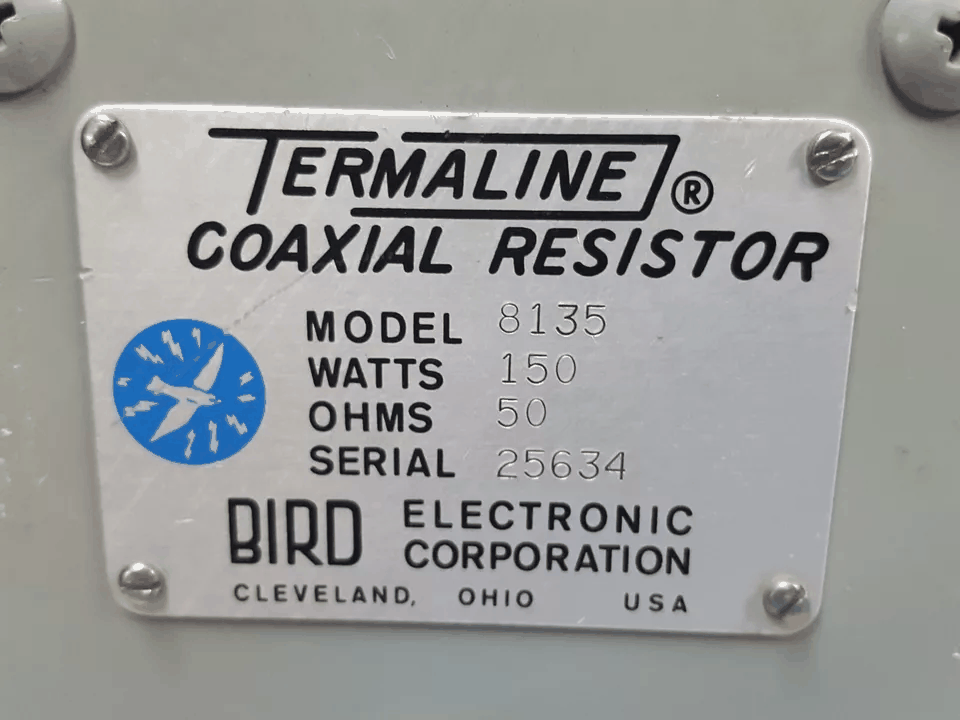 TERMALINE®
COAXIAL RESISTOR
MODEL 8135
WATTS 150
OHMS 50
SERIAL 25634
BIRD ELECTRONIC
CORPORATION
CLEVELAND, OHIO USA